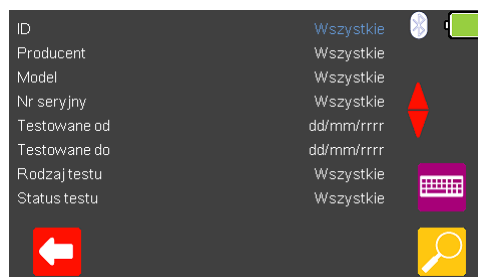 ID Wszystkie
Producent Wszystkie
Model Wszystkie
Nr seryjny Wszystkie
Testowane od dd/mm/rrrr
Testowane do dd/mm/rrrr
Rodzaj testu Wszystkie
Status testu Wszystkie